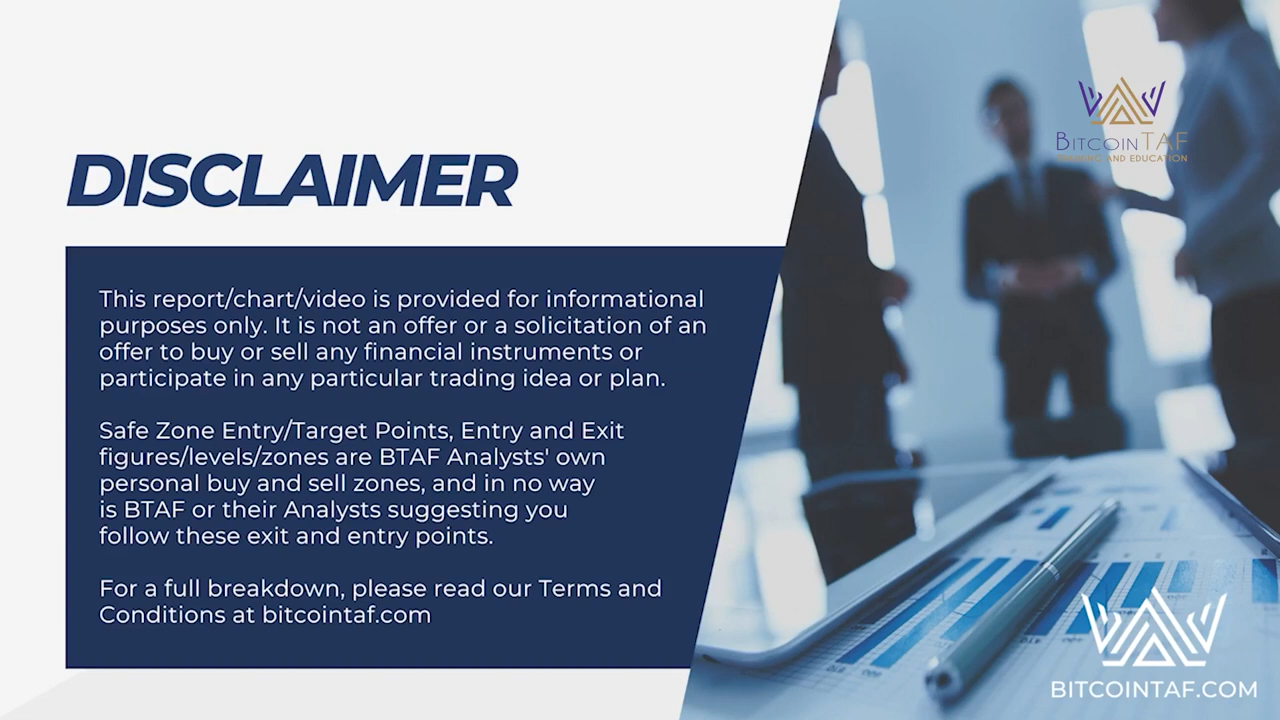 DISCLAIMER
This report/chart/video is provided for informational
purposes only. It is not an offer or a solicitation of an
offer to buy or sell any financial instruments or
participate in any particular trading idea or plan.
Safe Zone Entry/Target Points, Entry and Exit
figures/levels/zones are BTAF Analysts' own
personal buy and sell zones, and in no way
is BTAF or their Analysts suggesting you
follow these exit and entry points.
For a full breakdown, please read our Terms and
Conditions at bitcointaf.com
BITCOINTAF
AND EDUCATION
BITCOINTAF.COM